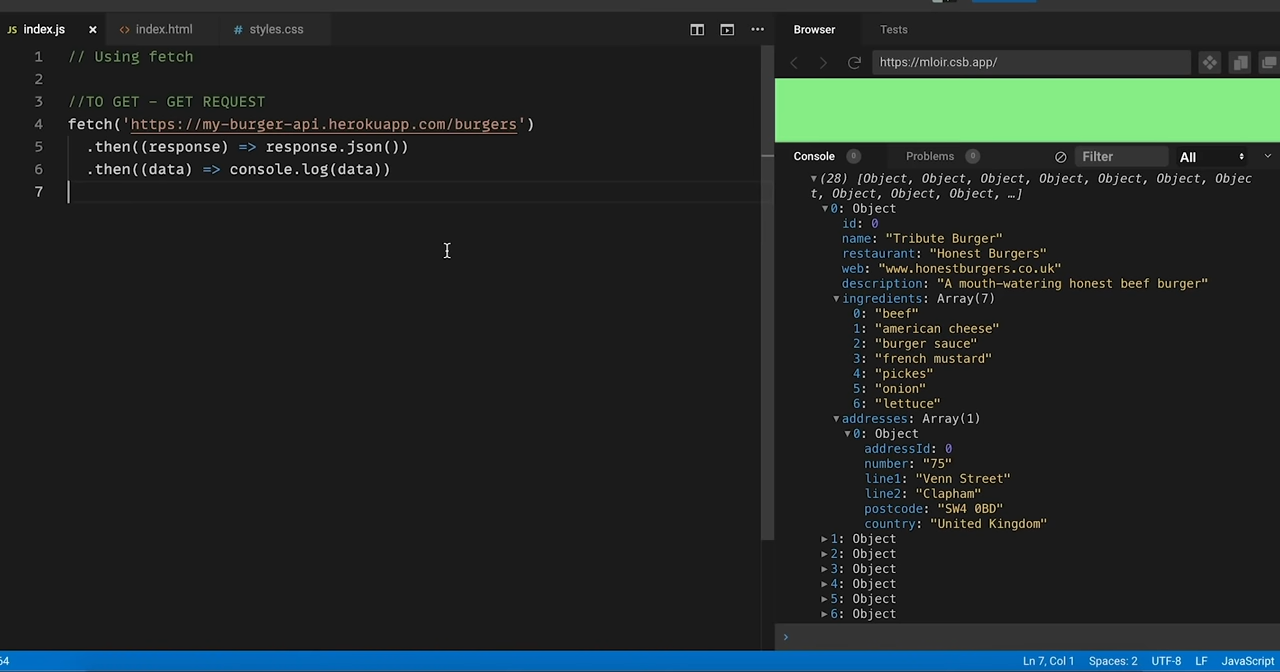 JS index.js × <> index.html # styles.css ···
1 // Using fetch
2
3 //TO GET - GET REQUEST
4 fetch('https://my-burger-api.herokuapp.com/burgers')
5 .then((response) => response.json())
6 .then((data) => console.log(data))
7
Browser Tests
https://mloir.csb.app/
Console 0 Problems 0 Filter All
▼(28) [Object, Object, Object, Object, Object, Object, Objec
t, Object, Object, Object, …]
▼0: Object
id: 0
name: "Tribute Burger"
restaurant: "Honest Burgers"
web: "www.honestburgers.co.uk"
description: "A mouth-watering honest beef burger"
▼ingredients: Array(7)
0: "beef"
1: "american cheese"
2: "burger sauce"
3: "french mustard"
4: "pickes"
5: "onion"
6: "lettuce"
▼addresses: Array(1)
▼0: Object
addressId: 0
number: "75"
line1: "Venn Street"
line2: "Clapham"
postcode: "SW4 0BD"
country: "United Kingdom"
▶1: Object
▶2: Object
▶3: Object
▶4: Object
▶5: Object
▶6: Object
›
64 Ln 7, Col 1 Spaces: 2 UTF-8 LF JavaScript